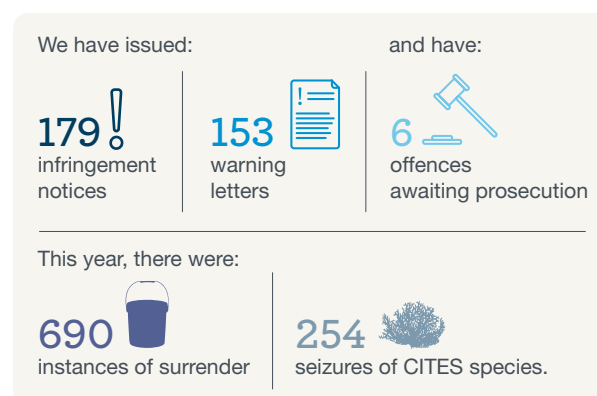 We have issued:
and have:
179
infringement
notices
153
warning
letters
6
offences
awaiting prosecution
This year, there were:
690
instances of surrender
254
seizures of CITES species.